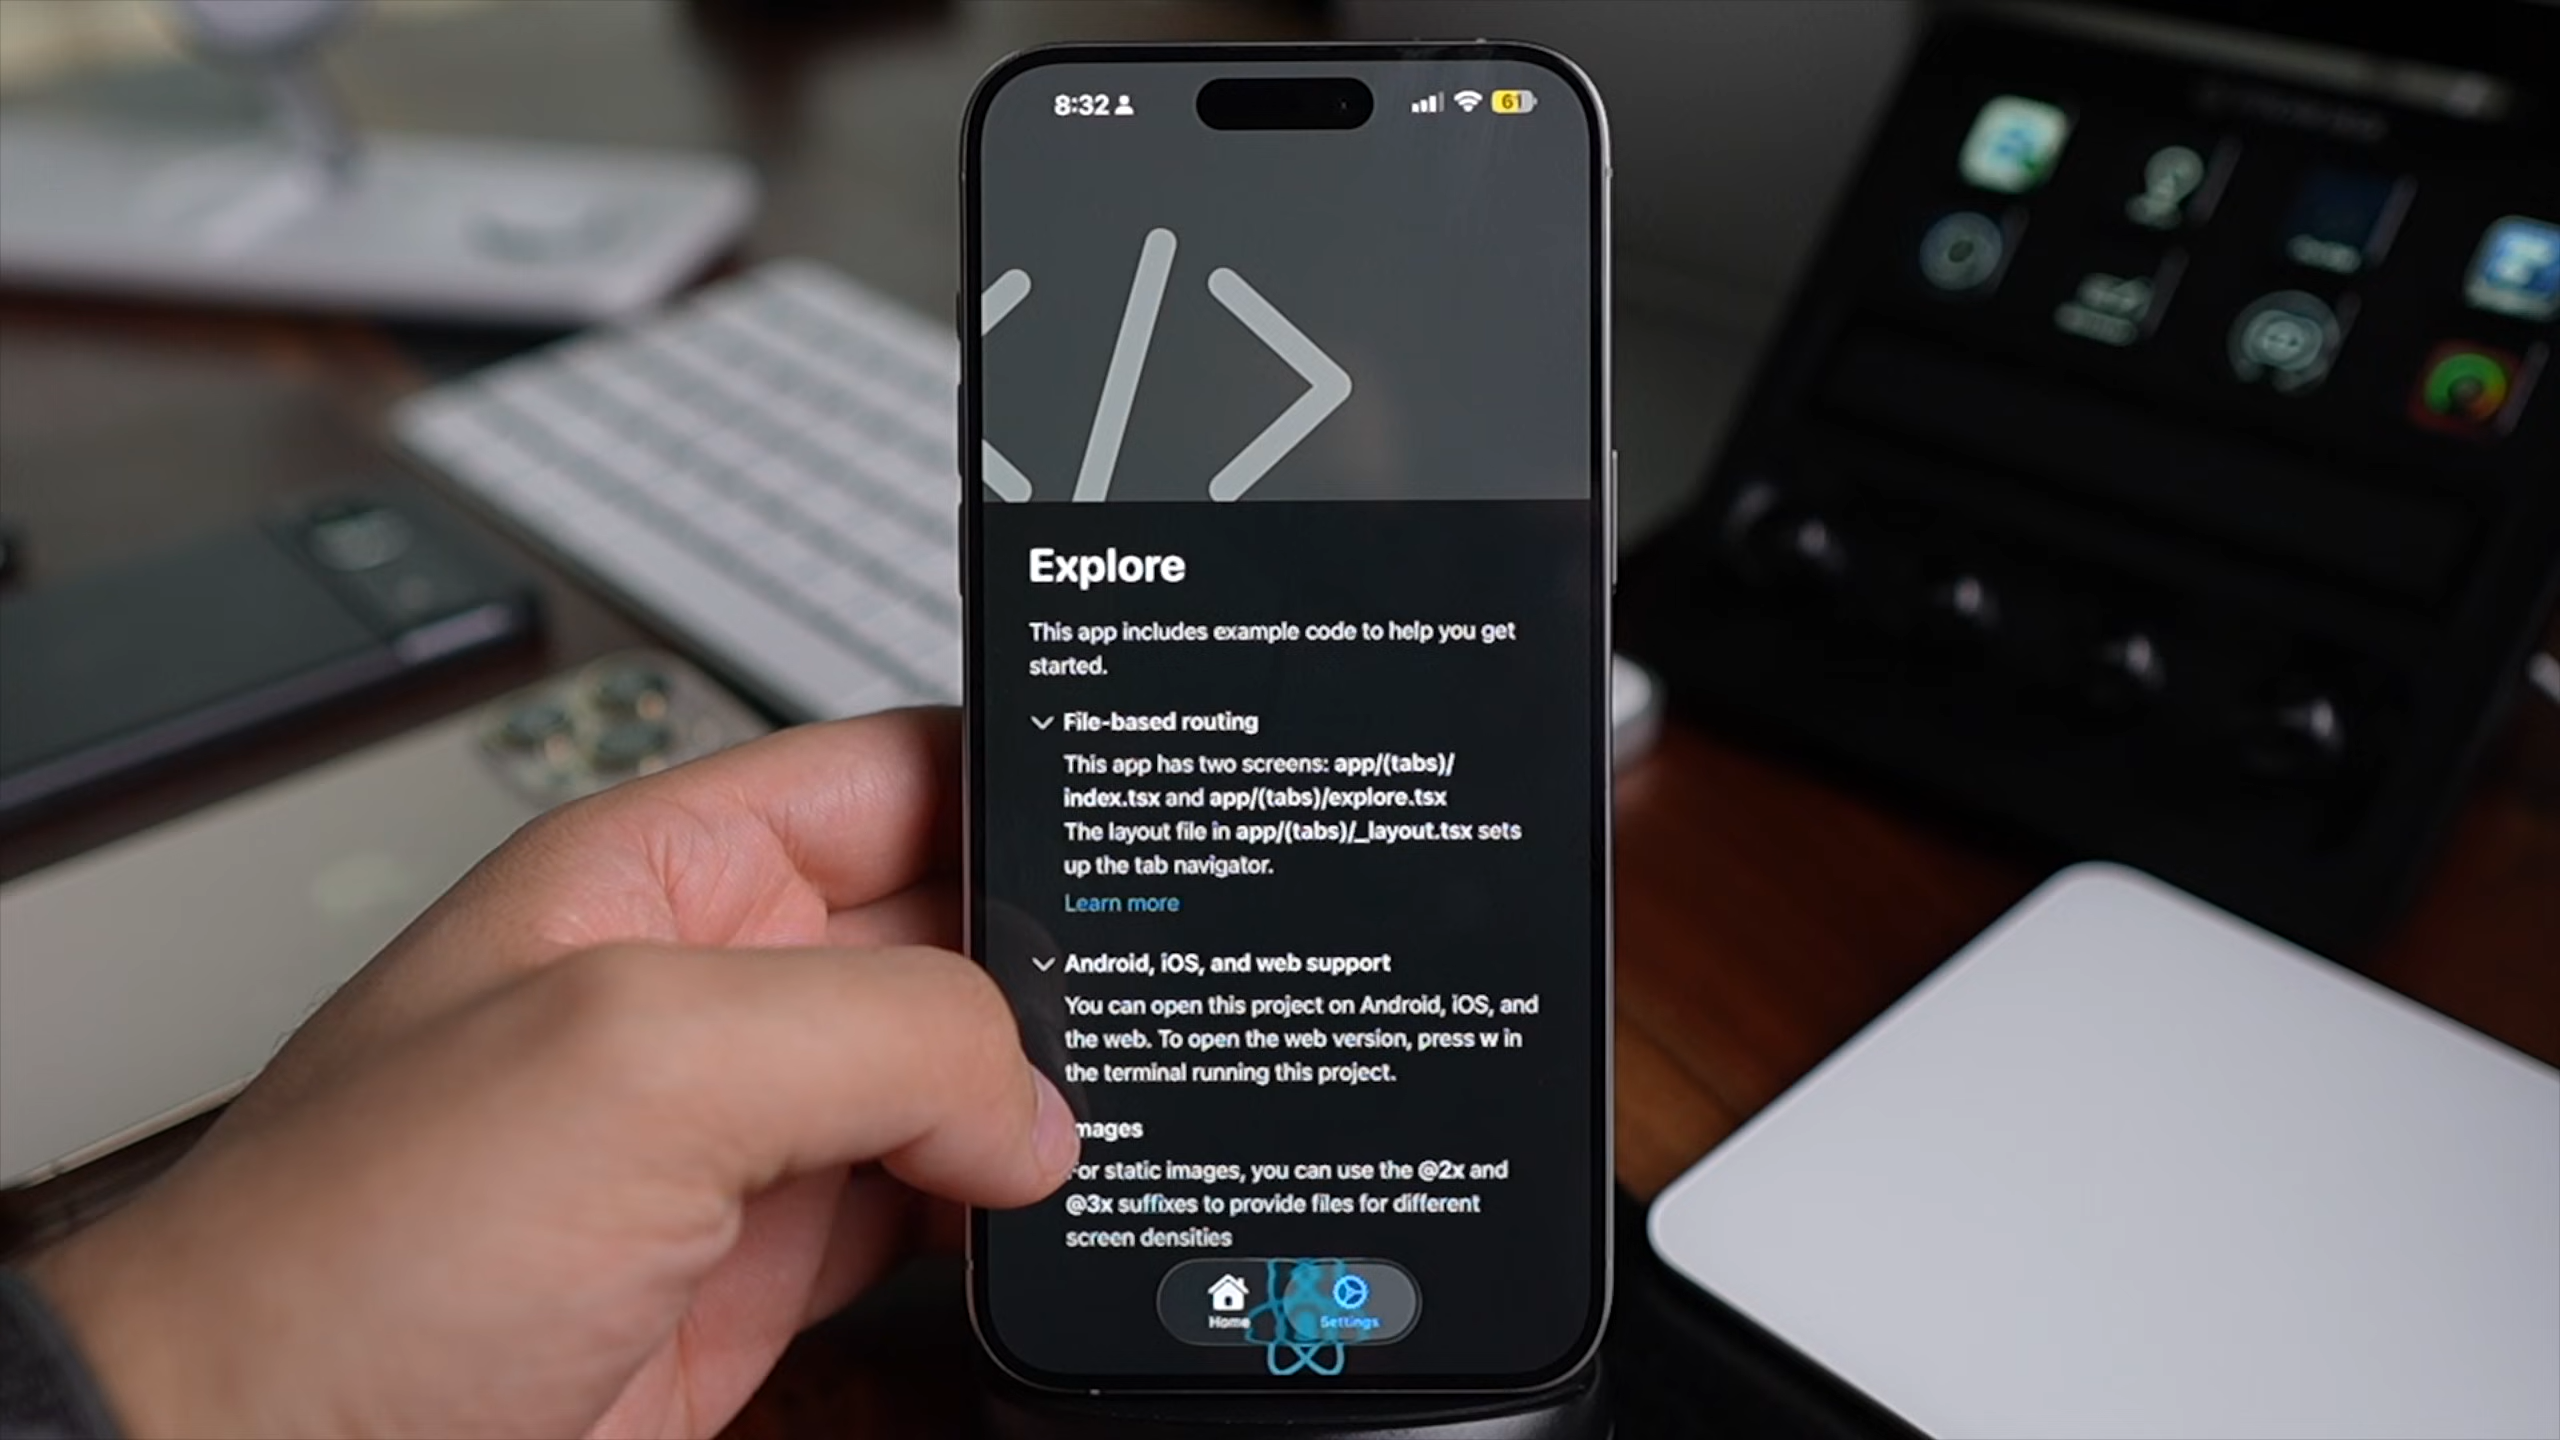 8:32
61
</>
Explore
This app includes example code to help you get
started.
File-based routing
This app has two screens: app/(tabs)/
index.tsx and app/(tabs)/explore.tsx
The layout file in app/(tabs)/_layout.tsx sets
up the tab navigator.
Learn more
Android, iOS, and web support
You can open this project on Android, iOS, and
the web. To open the web version, press w in
the terminal running this project.
mages
For static images, you can use the @2x and
@3x suffixes to provide files for different
screen densities
Home
Settings